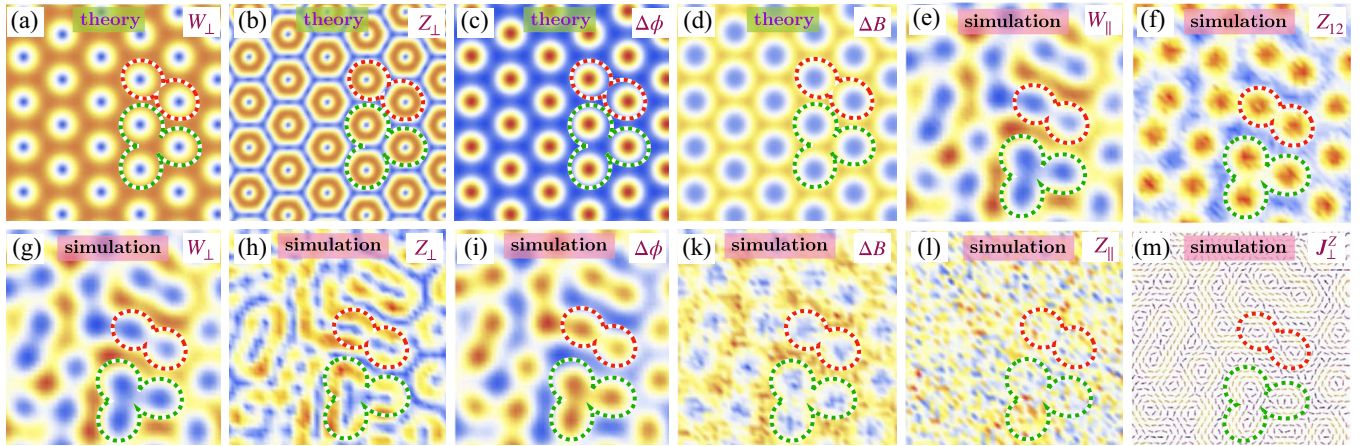 (a) theory W⊥
(b) theory Z⊥
(c) theory Δϕ
(d) theory ΔB
(e) simulation W∥
(f) simulation Z12
(g) simulation W⊥
(h) simulation Z⊥
(i) simulation Δϕ
(k) simulation ΔB
(l) simulation Z∥
(m) simulation J⊥Z